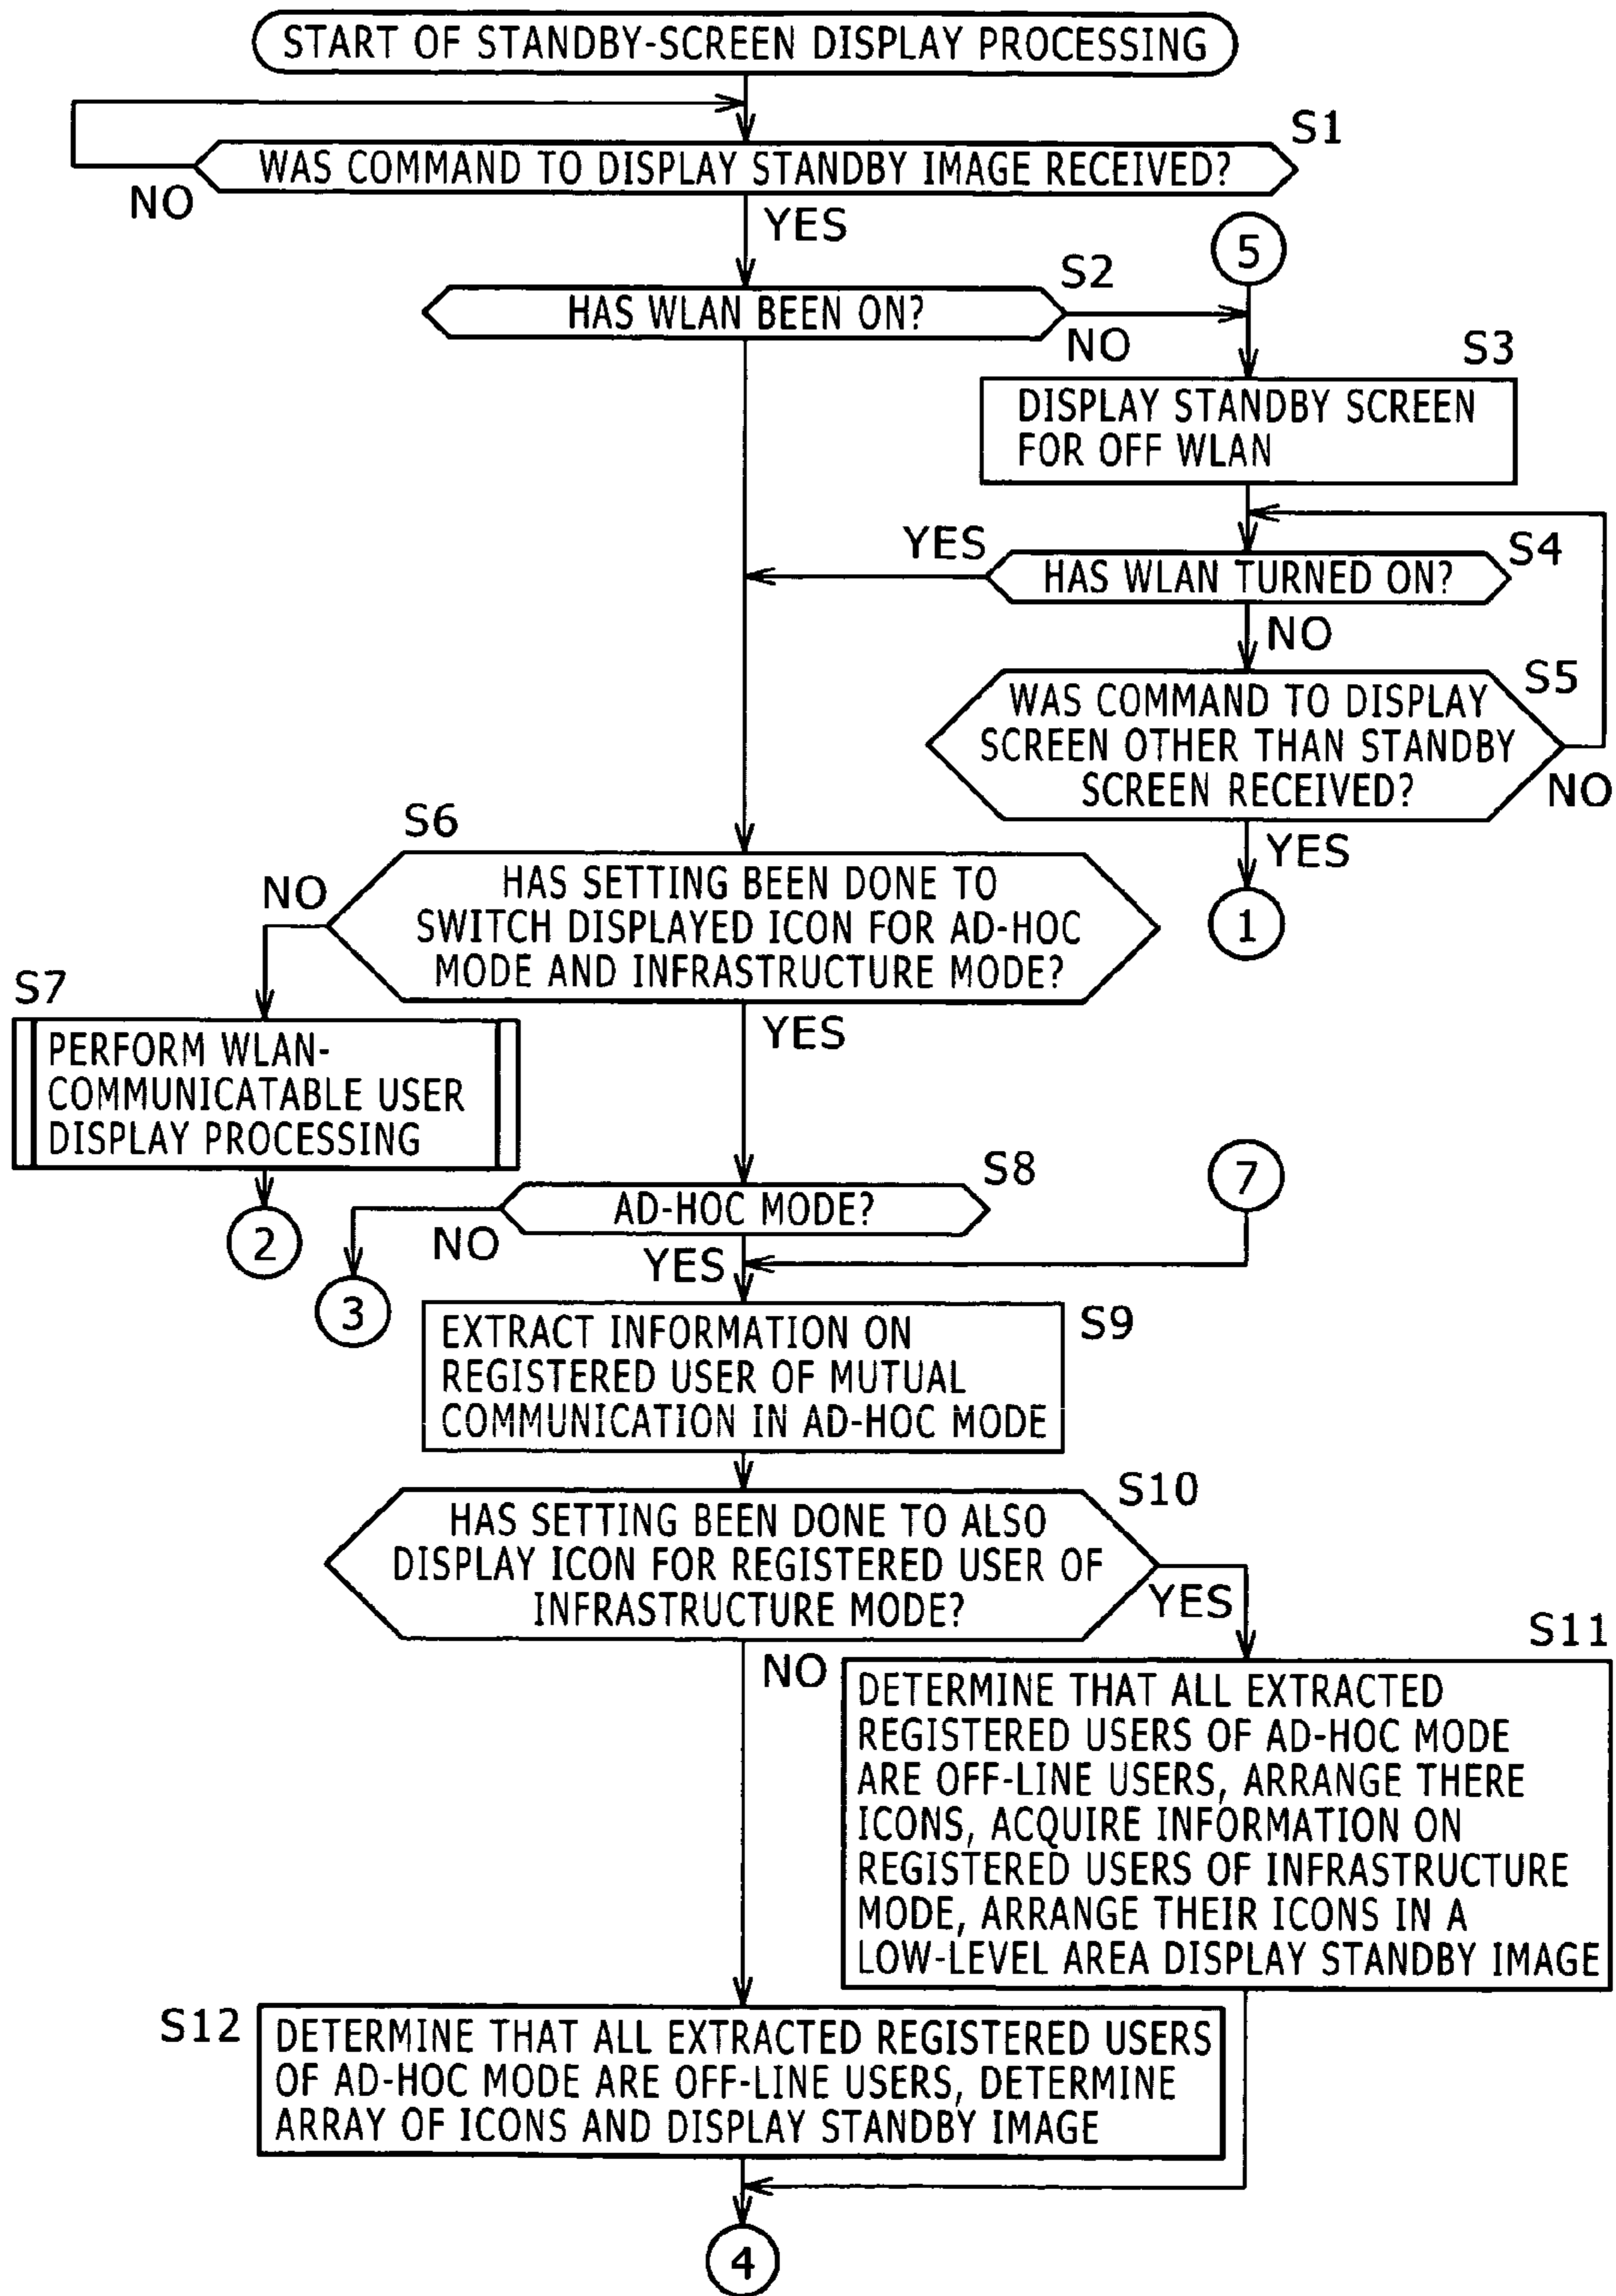 START OF STANDBY-SCREEN DISPLAY PROCESSING
S1
WAS COMMAND TO DISPLAY STANDBY IMAGE RECEIVED?
NO
YES
5
S2
HAS WLAN BEEN ON?
NO
S3
DISPLAY STANDBY SCREEN
FOR OFF WLAN
YES
S4
HAS WLAN TURNED ON?
NO
S5
WAS COMMAND TO DISPLAY
SCREEN OTHER THAN STANDBY
SCREEN RECEIVED?
NO
YES
1
S6
HAS SETTING BEEN DONE TO
SWITCH DISPLAYED ICON FOR AD-HOC
MODE AND INFRASTRUCTURE MODE?
NO
YES
S7
PERFORM WLAN-
COMMUNICATABLE USER
DISPLAY PROCESSING
2
S8
AD-HOC MODE?
NO
YES
7
3
S9
EXTRACT INFORMATION ON
REGISTERED USER OF MUTUAL
COMMUNICATION IN AD-HOC MODE
S10
HAS SETTING BEEN DONE TO ALSO
DISPLAY ICON FOR REGISTERED USER OF
INFRASTRUCTURE MODE?
YES
NO
S11
DETERMINE THAT ALL EXTRACTED
REGISTERED USERS OF AD-HOC MODE
ARE OFF-LINE USERS, ARRANGE THERE
ICONS, ACQUIRE INFORMATION ON
REGISTERED USERS OF INFRASTRUCTURE
MODE, ARRANGE THEIR ICONS IN A
LOW-LEVEL AREA DISPLAY STANDBY IMAGE
S12
DETERMINE THAT ALL EXTRACTED REGISTERED USERS
OF AD-HOC MODE ARE OFF-LINE USERS, DETERMINE
ARRAY OF ICONS AND DISPLAY STANDBY IMAGE
4